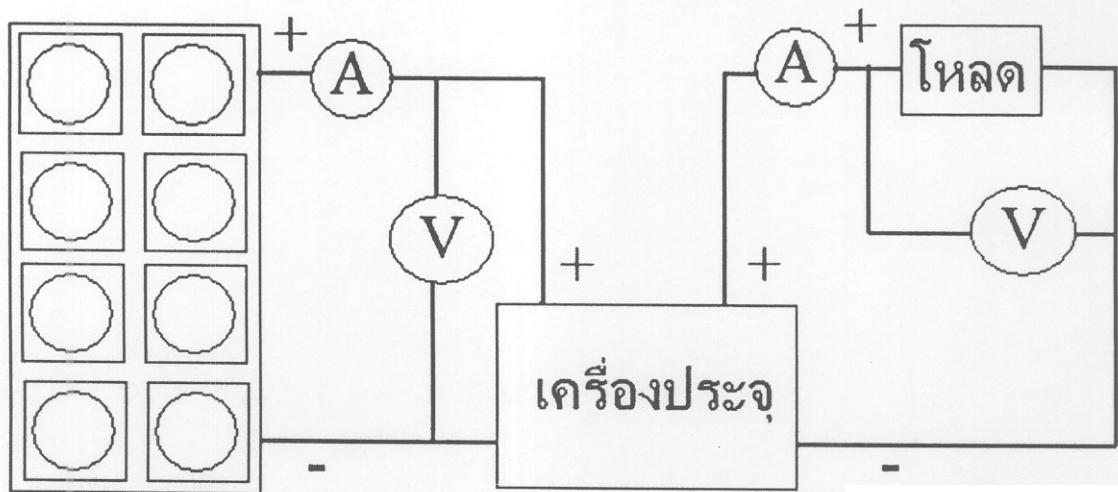 + A + A โหลด
V V
+ +
เครื่องประจุ
- -